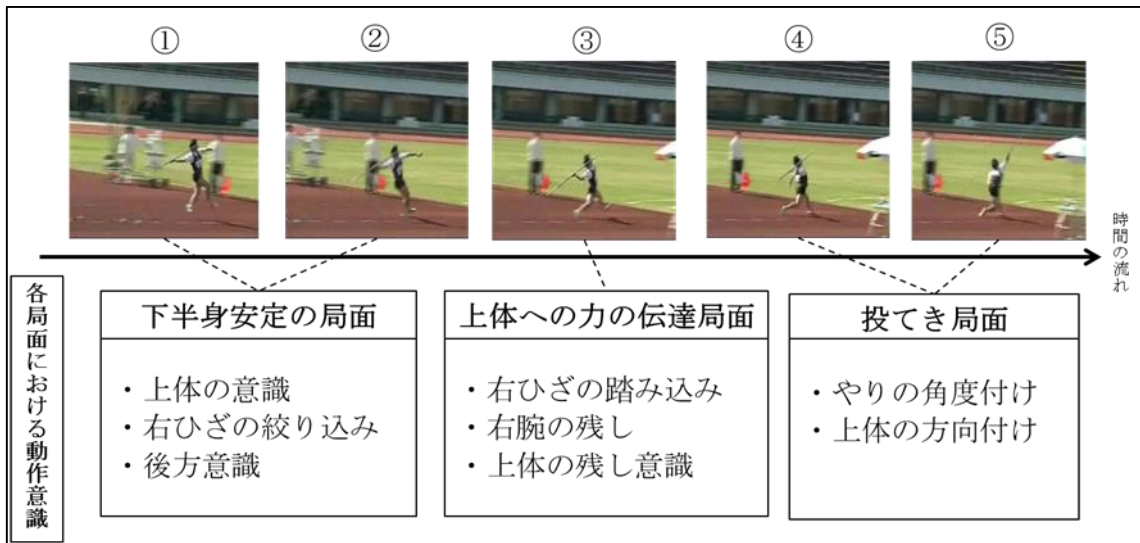 ①
②
③
④
⑤
時間の流れ
各局面における動作意識
下半身安定の局面
・上体の意識
・右ひざの絞り込み
・後方意識
上体への力の伝達局面
・右ひざの踏み込み
・右腕の残し
・上体の残し意識
投てき局面
・やりの角度付け
・上体の方向付け